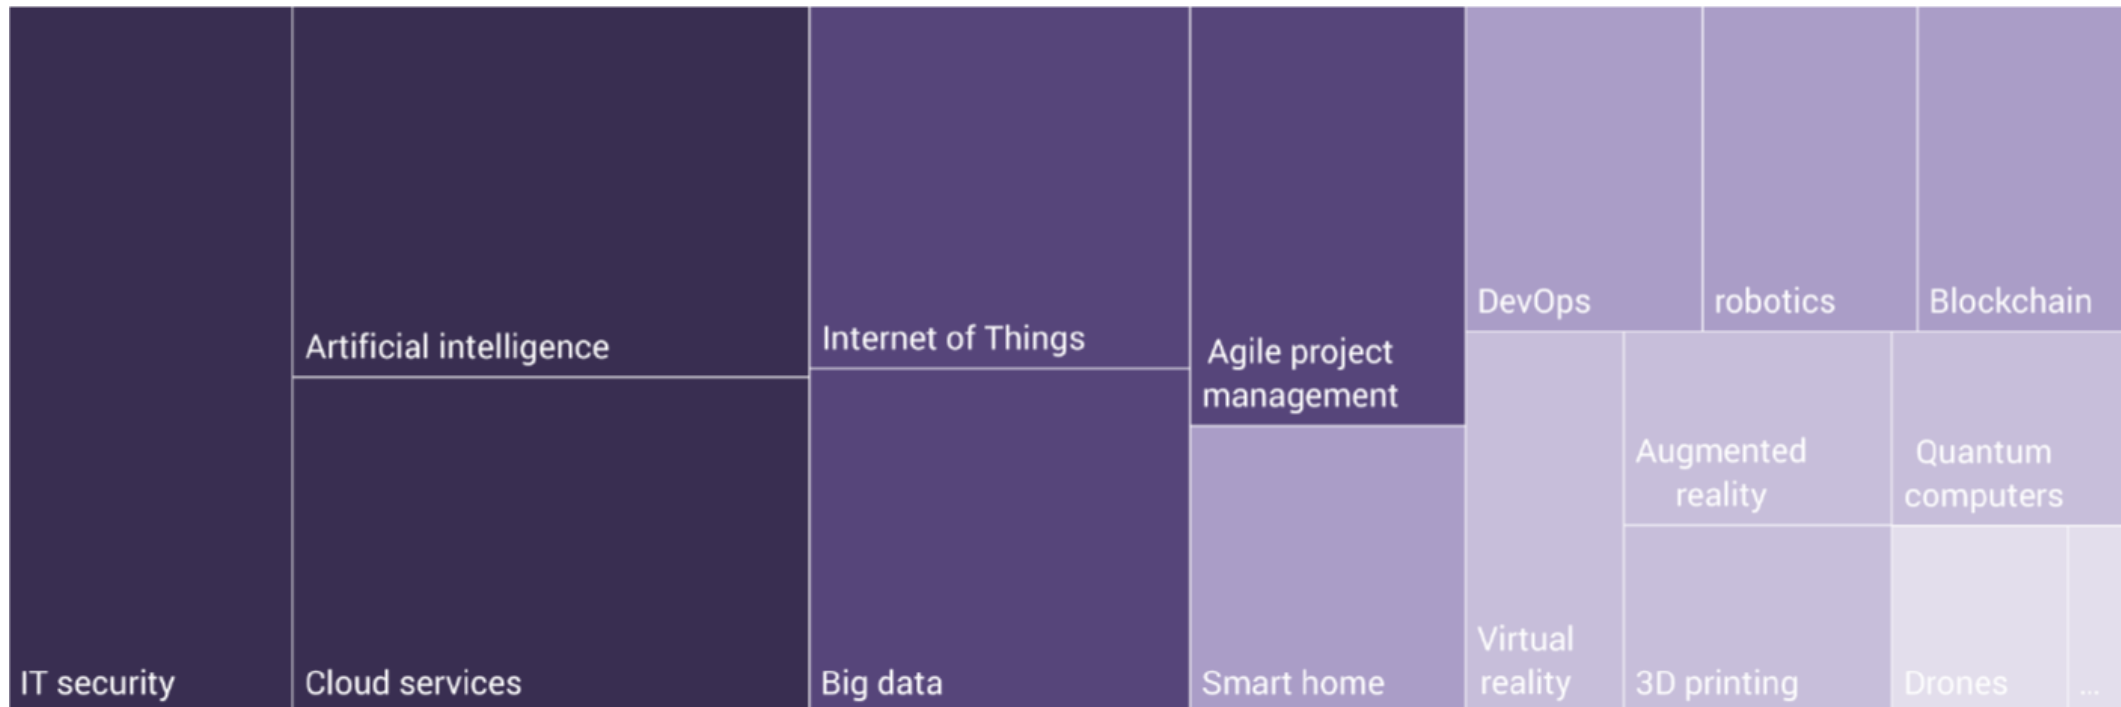 IT security
Artificial intelligence
Cloud services
Internet of Things
Big data
Agile project
management
Smart home
DevOps
robotics
Blockchain
Virtual
reality
Augmented
reality
3D printing
Quantum
computers
Drones
...